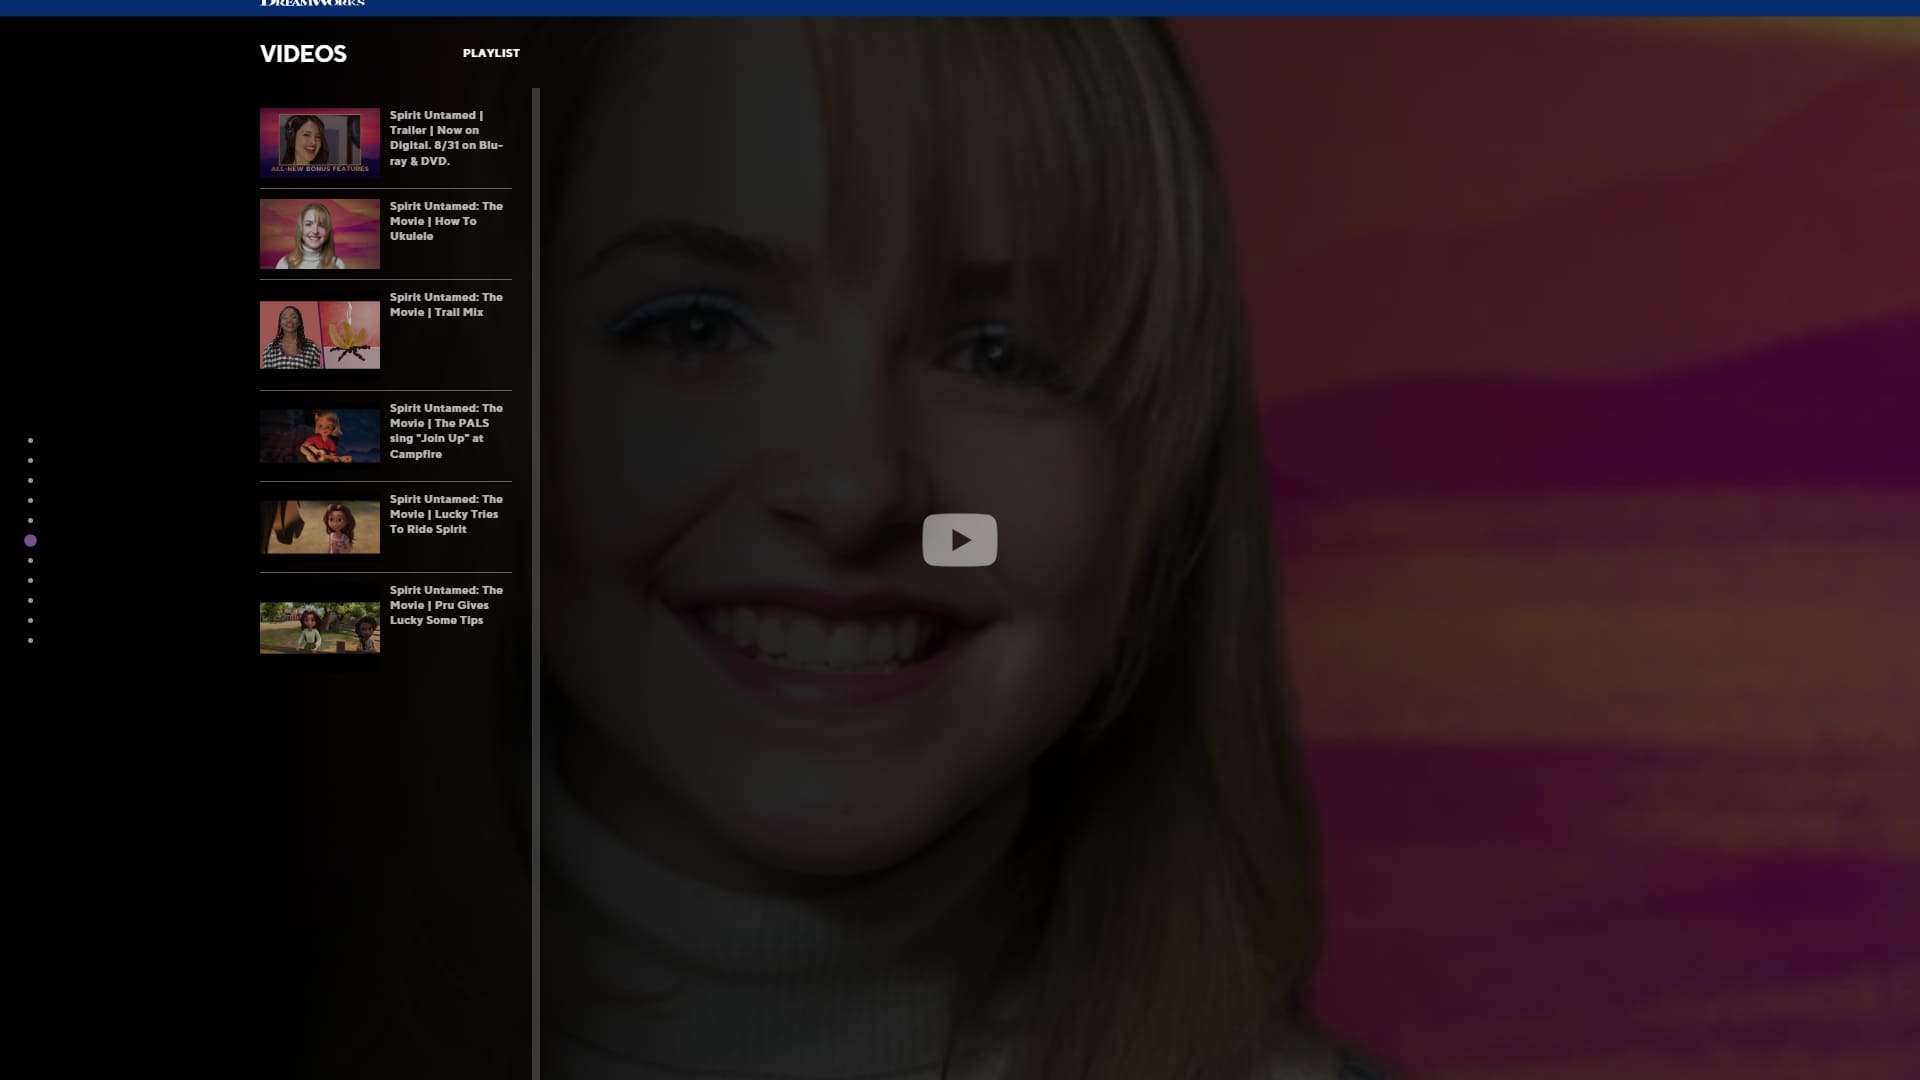 DREAMWORKS
VIDEOS
PLAYLIST
ALL-NEW BONUS FEATURES
Spirit Untamed |
Trailer | Now on
Digital. 8/31 on Blu-
ray & DVD.
Spirit Untamed: The
Movie | How To
Ukulele
Spirit Untamed: The
Movie | Trail Mix
Spirit Untamed: The
Movie | The PALS
sing "Join Up" at
Campfire
Spirit Untamed: The
Movie | Lucky Tries
To Ride Spirit
Spirit Untamed: The
Movie | Pru Gives
Lucky Some Tips